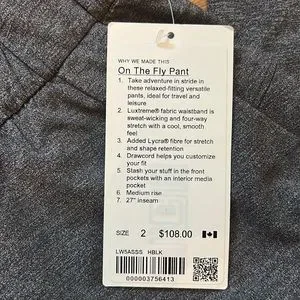 WHY WE MADE THIS
On The Fly Pant
1. Take adventure in stride in
these relaxed-fitting versatile
pants, ideal for travel and
leisure
2. Luxtreme® fabric waistband is
sweat-wicking and four-way
stretch with a cool, smooth
feel
3. Added Lycra® fibre for stretch
and shape retention
4. Drawcord helps you customize
your fit
5. Stash your stuff in the front
pockets with an interior media
pocket
6. Medium rise
7. 27" inseam
SIZE 2 $108.00
LW5ASSS HBLK
000003756413